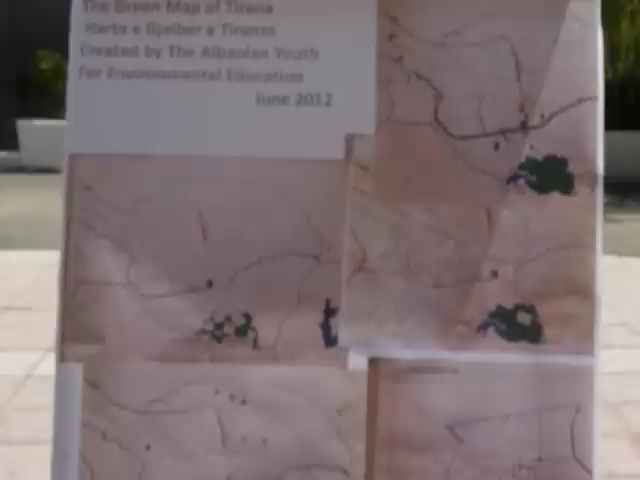 The Green Map of Tirana
Harta e Gjelber e Tiranes
Created by The Albanian Youth
For Environmental Education
June 2012